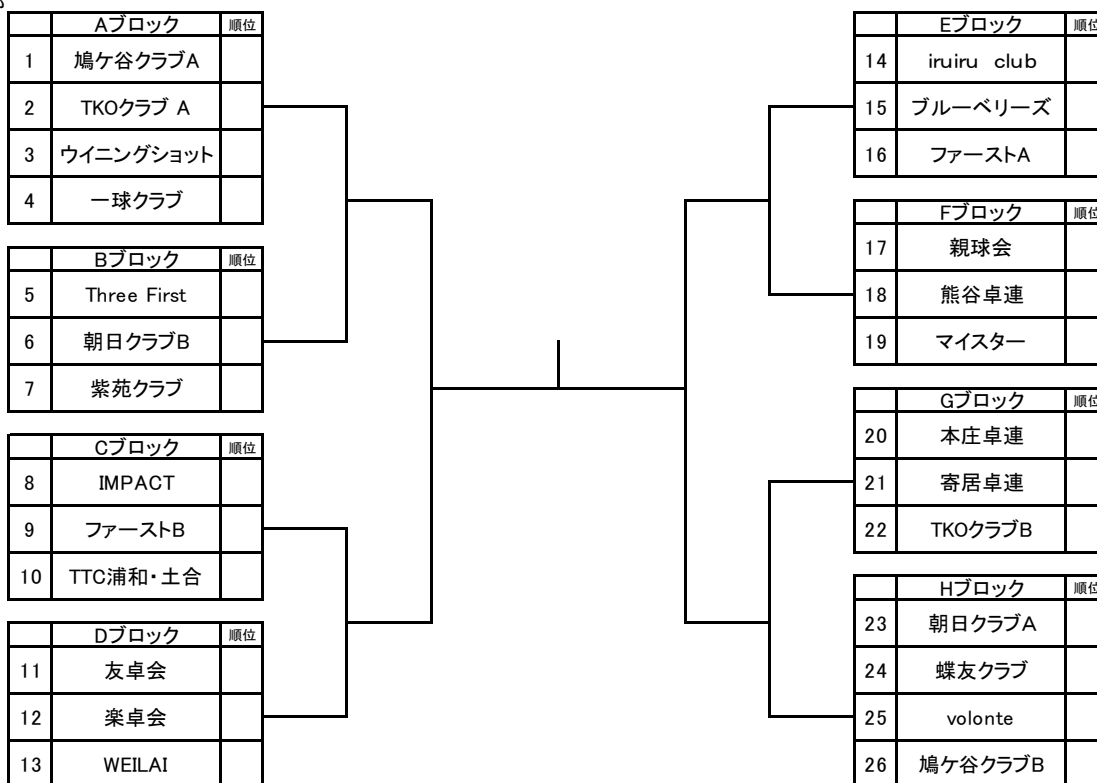 Aブロック 順位
1 鳩ケ谷クラブA
2 TKOクラブ A
3 ウイニングショット
4 一球クラブ
Bブロック 順位
5 Three First
6 朝日クラブB
7 紫苑クラブ
Cブロック 順位
8 IMPACT
9 ファーストB
10 TTC浦和・土合
Dブロック 順位
11 友卓会
12 楽卓会
13 WEILAI
Eブロック 順位
14 iruiru club
15 ブルーベリーズ
16 ファーストA
Fブロック 順位
17 親球会
18 熊谷卓連
19 マイスター
Gブロック 順位
20 本庄卓連
21 寄居卓連
22 TKOクラブB
Hブロック 順位
23 朝日クラブA
24 蝶友クラブ
25 volonte
26 鳩ケ谷クラブB